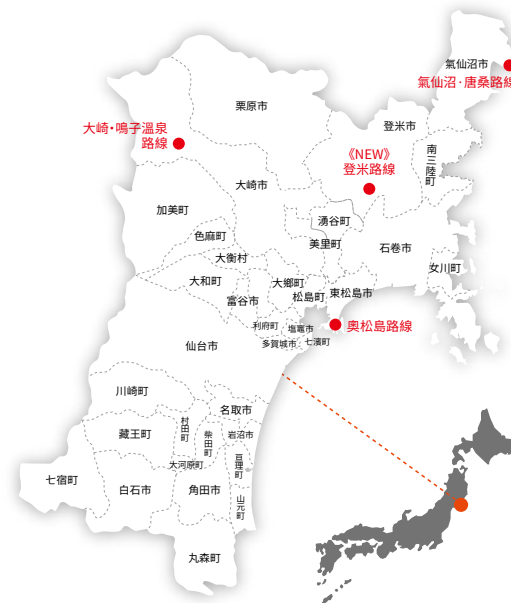 氣仙沼市
氣仙沼·唐桑路線
栗原市
登米市
大崎·鳴子溫泉
路線
《NEW》
登米路線
南三陸町
大崎市
加美町
涌谷町
色麻町
美里町
石巻市
大衡村
女川町
大和町
大郷町
富谷市
松島町
東松島市
利府町
塩竈市
奧松島路線
多賀城市
七濱町
仙台市
川崎町
名取市
村田町
柴田町
岩沼市
藏王町
亘理町
大河原町
七宿町
白石市
角田市
山元町
丸森町